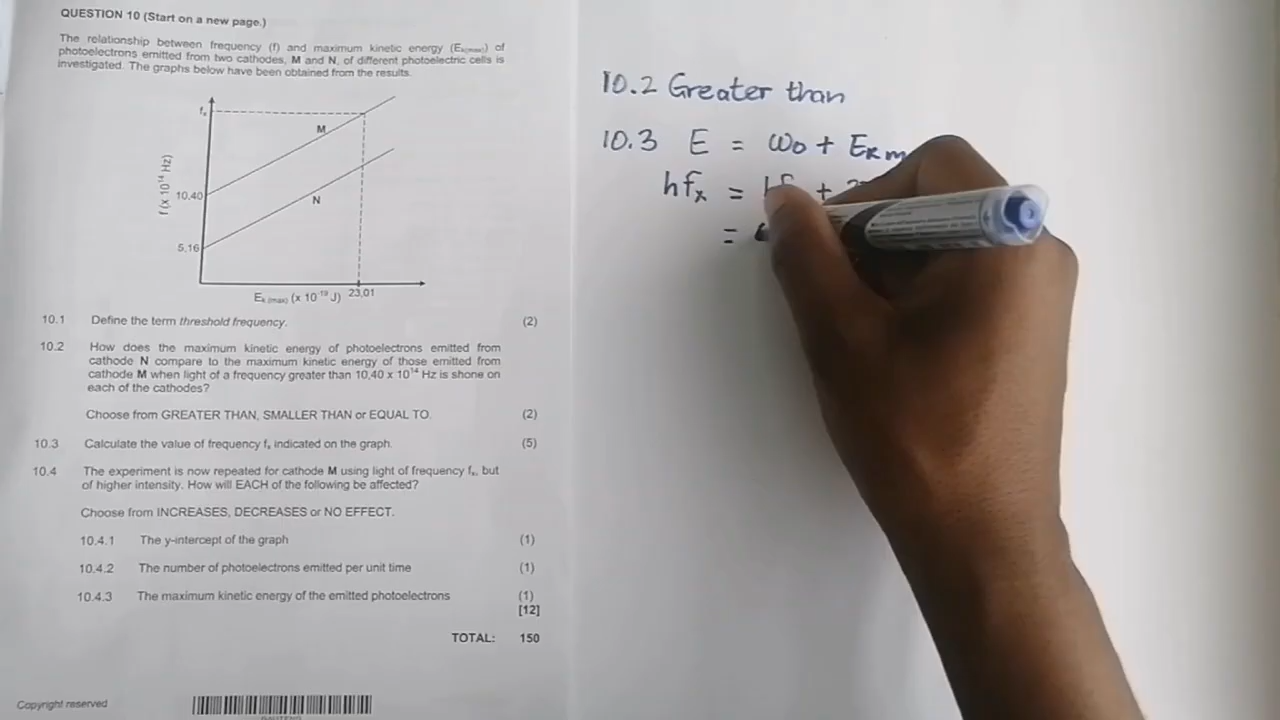 QUESTION 10 (Start on a new page.)
The relationship between frequency (f) and maximum kinetic energy (Ek(max)) of
photoelectrons emitted from two cathodes, M and N, of different photoelectric cells is
investigated. The graphs below have been obtained from the results.
fx
M
f (x 10¹⁴ Hz)
10,40
N
5,16
Ek (max) (x 10⁻¹⁹ J)
23,01
10.1 Define the term threshold frequency. (2)
10.2 How does the maximum kinetic energy of photoelectrons emitted from
cathode N compare to the maximum kinetic energy of those emitted from
cathode M when light of a frequency greater than 10,40 x 10¹⁴ Hz is shone on
each of the cathodes?
Choose from GREATER THAN, SMALLER THAN or EQUAL TO. (2)
10.3 Calculate the value of frequency fx indicated on the graph. (5)
10.4 The experiment is now repeated for cathode M using light of frequency fx, but
of higher intensity. How will EACH of the following be affected?
Choose from INCREASES, DECREASES or NO EFFECT.
10.4.1 The y-intercept of the graph (1)
10.4.2 The number of photoelectrons emitted per unit time (1)
10.4.3 The maximum kinetic energy of the emitted photoelectrons (1)
[12]
TOTAL: 150
Copyright reserved
10.2 Greater than
10.3 E = W0 + Ek m
hfx = hf +
=